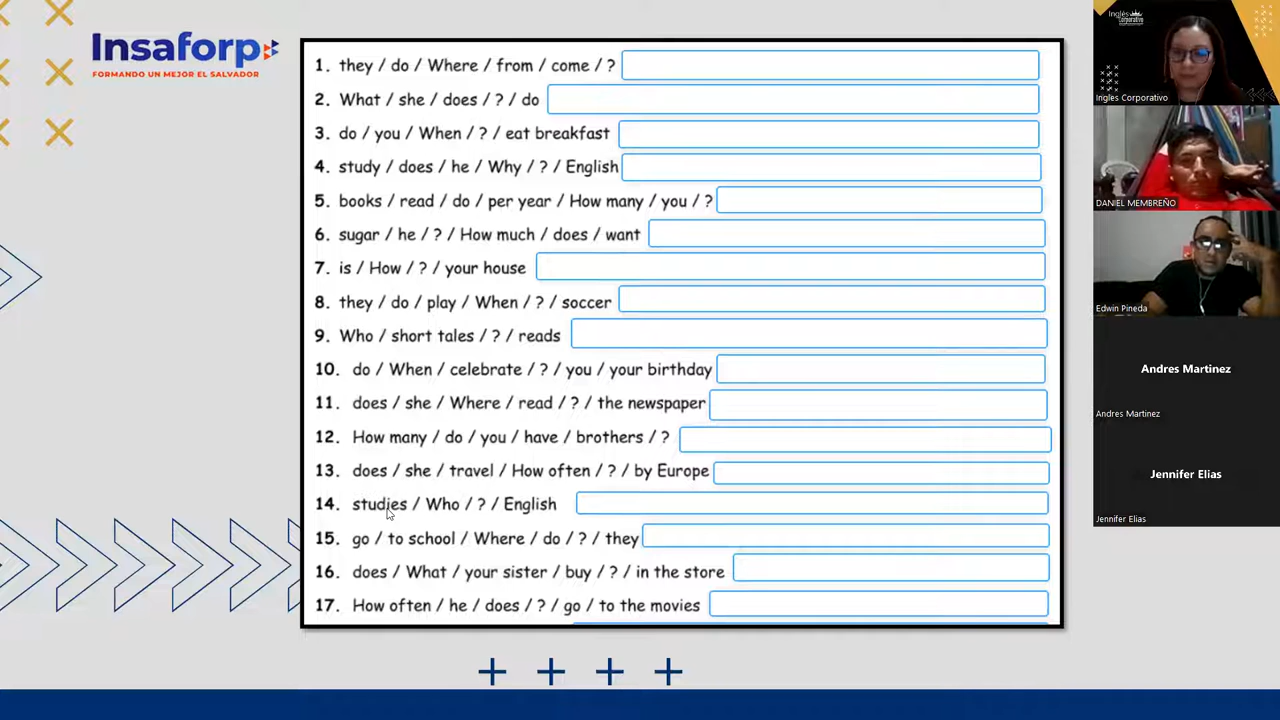 Insaforp
FORMANDO UN MEJOR EL SALVADOR
1. they / do / Where / from / come / ?
2. What / she / does / ? / do
3. do / you / When / ? / eat breakfast
4. study / does / he / Why / ? / English
5. books / read / do / per year / How many / you / ?
6. sugar / he / ? / How much / does / want
7. is / How / ? / your house
8. they / do / play / When / ? / soccer
9. Who / short tales / ? / reads
10. do / When / celebrate / ? / you / your birthday
11. does / she / Where / read / ? / the newspaper
12. How many / do / you / have / brothers / ?
13. does / she / travel / How often / ? / by Europe
14. studies / Who / ? / English
15. go / to school / Where / do / ? / they
16. does / What / your sister / buy / ? / in the store
17. How often / he / does / ? / go / to the movies
Inglés
Corporativo
Ingles Corporativo
DANIEL MEMBREÑO
Edwin Pineda
Andres Martinez
Andres Martinez
Jennifer Elias
Jennifer Elias